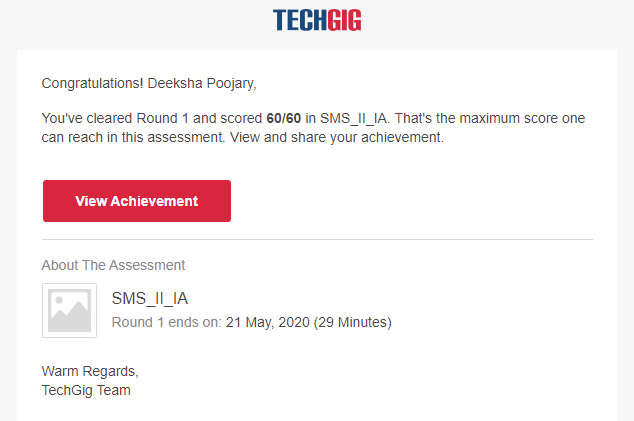 TECHGIG
Congratulations! Deeksha Poojary,
You've cleared Round 1 and scored 60/60 in SMS_II_IA. That's the maximum score one
can reach in this assessment. View and share your achievement.
View Achievement
About The Assessment
SMS_II_IA
Round 1 ends on: 21 May, 2020 (29 Minutes)
Warm Regards,
TechGig Team